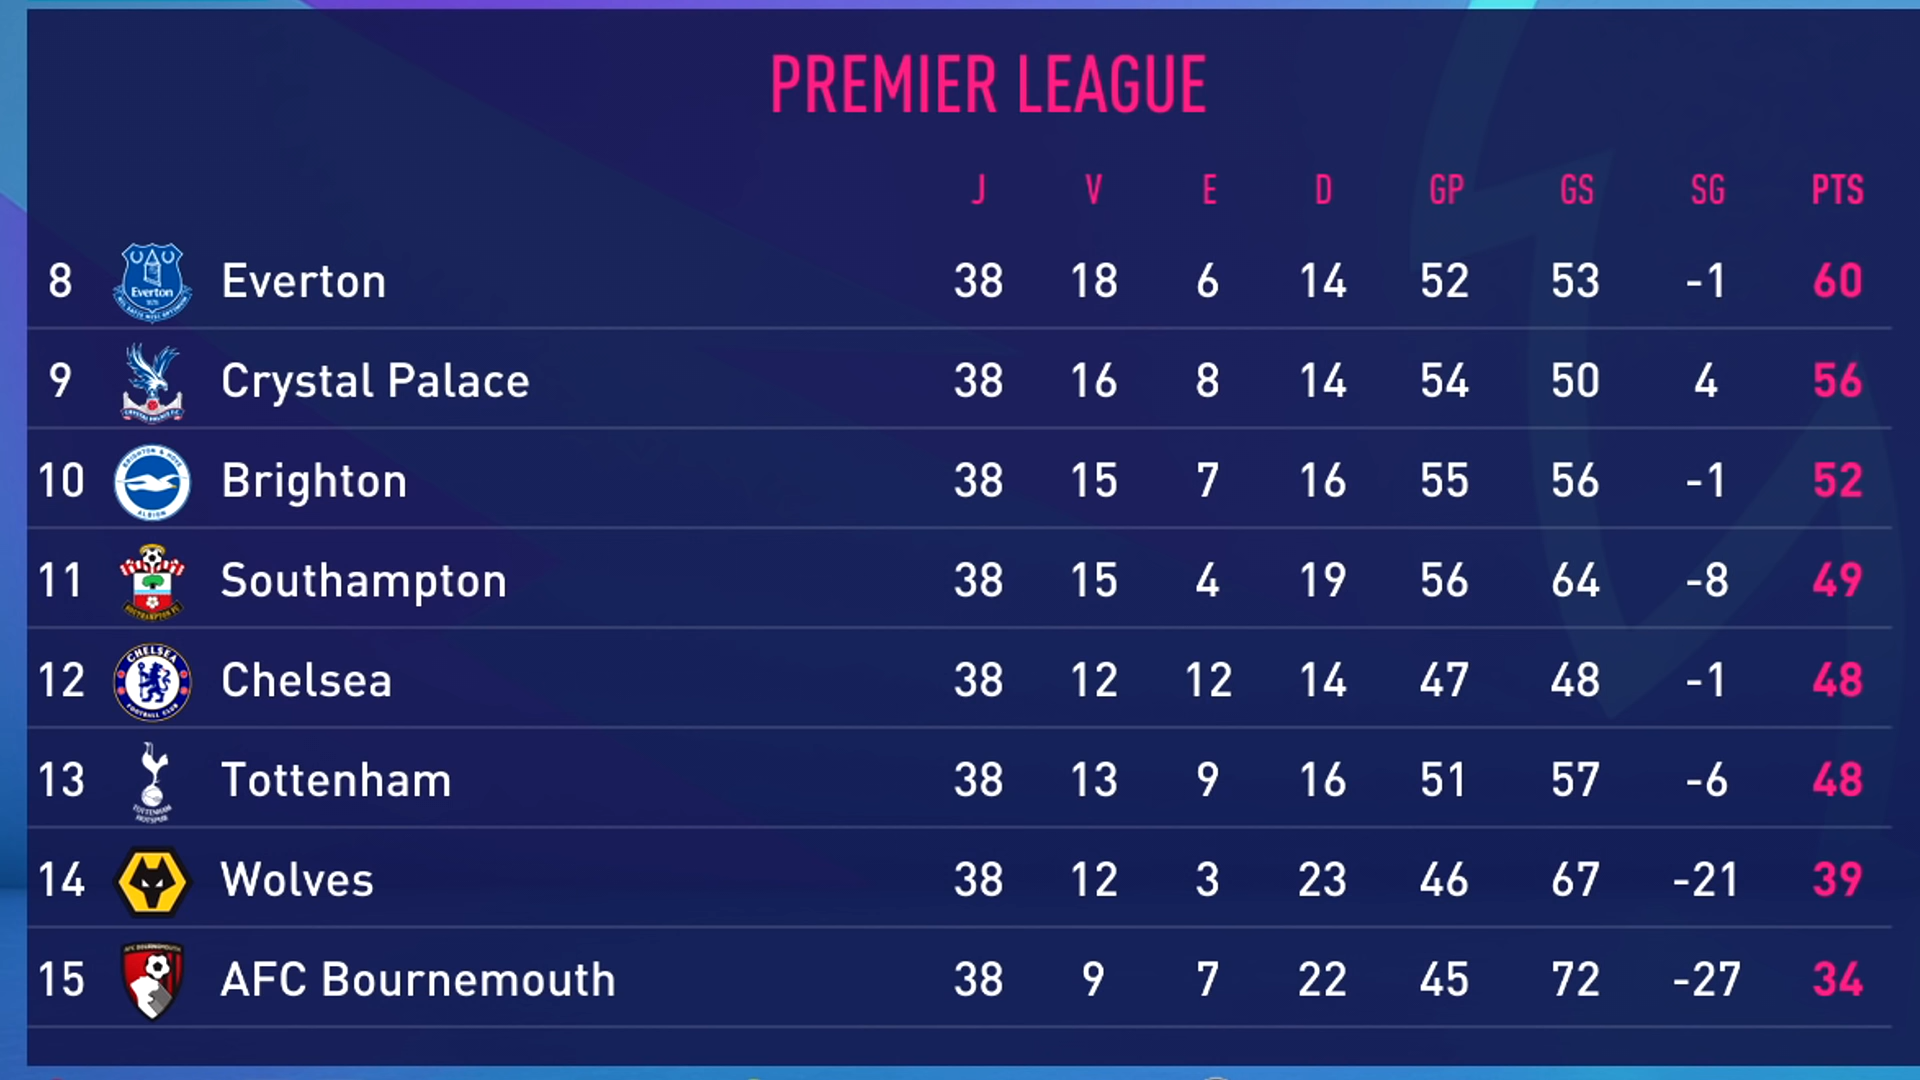 PREMIER LEAGUE
J V E D GP GS SG PTS
8 Everton 38 18 6 14 52 53 -1 60
9 Crystal Palace 38 16 8 14 54 50 4 56
10 Brighton 38 15 7 16 55 56 -1 52
11 Southampton 38 15 4 19 56 64 -8 49
12 Chelsea 38 12 12 14 47 48 -1 48
13 Tottenham 38 13 9 16 51 57 -6 48
14 Wolves 38 12 3 23 46 67 -21 39
15 AFC Bournemouth 38 9 7 22 45 72 -27 34